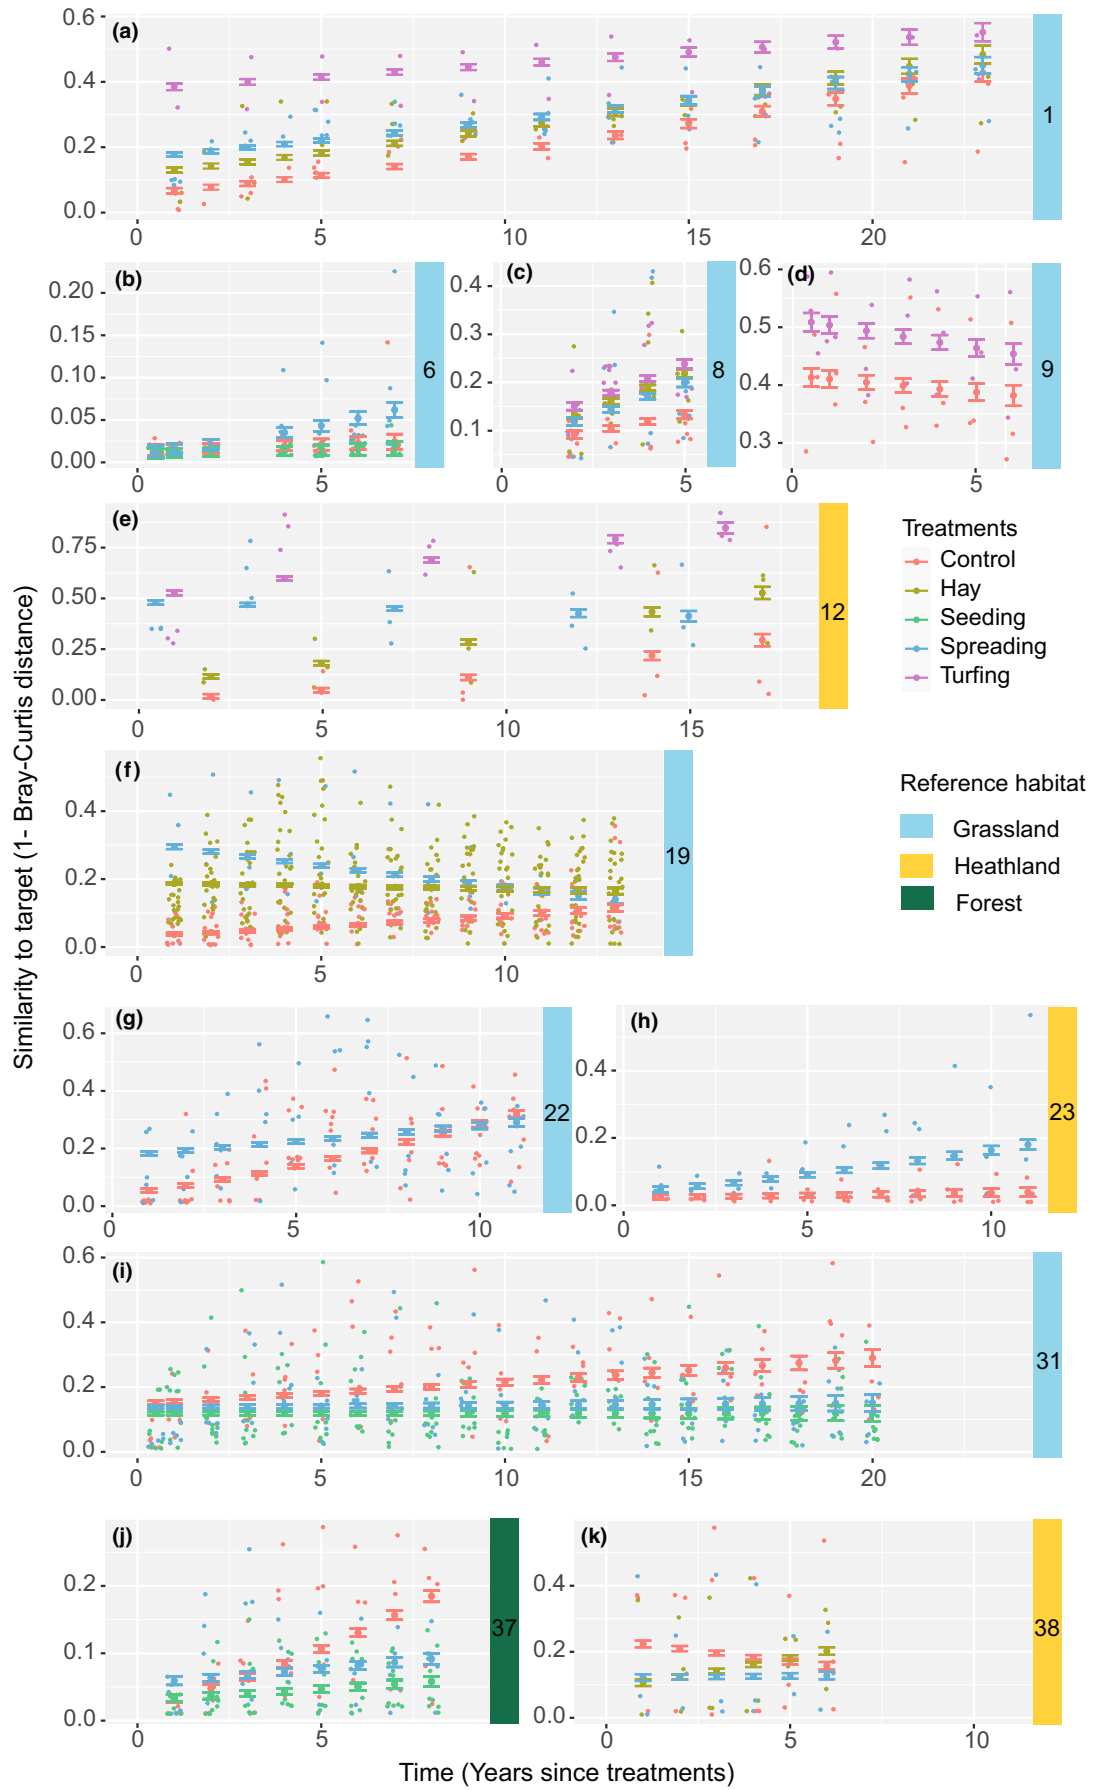 (a)
0.6
0.4
0.2
0.0
1
0 5 10 15 20
(b)
0.20
0.15
0.10
0.05
0.00
6
0 5
(c)
0.4
0.3
0.2
0.1
8
0 5
(d)
0.6
0.5
0.4
0.3
9
0 5
(e)
0.75
0.50
0.25
0.00
12
0 5 10 15
Treatments
Control
Hay
Seeding
Spreading
Turfing
Similarity to target (1- Bray-Curtis distance)
(f)
0.4
0.2
0.0
19
0 5 10
Reference habitat
Grassland
Heathland
Forest
(g)
0.6
0.4
0.2
0.0
22
0 5 10
(h)
0.4
0.2
0.0
23
0 5 10
(i)
0.6
0.4
0.2
0.0
31
0 5 10 15 20
(j)
0.2
0.1
0.0
37
0 5
(k)
0.4
0.2
0.0
38
0 5 10
Time (Years since treatments)